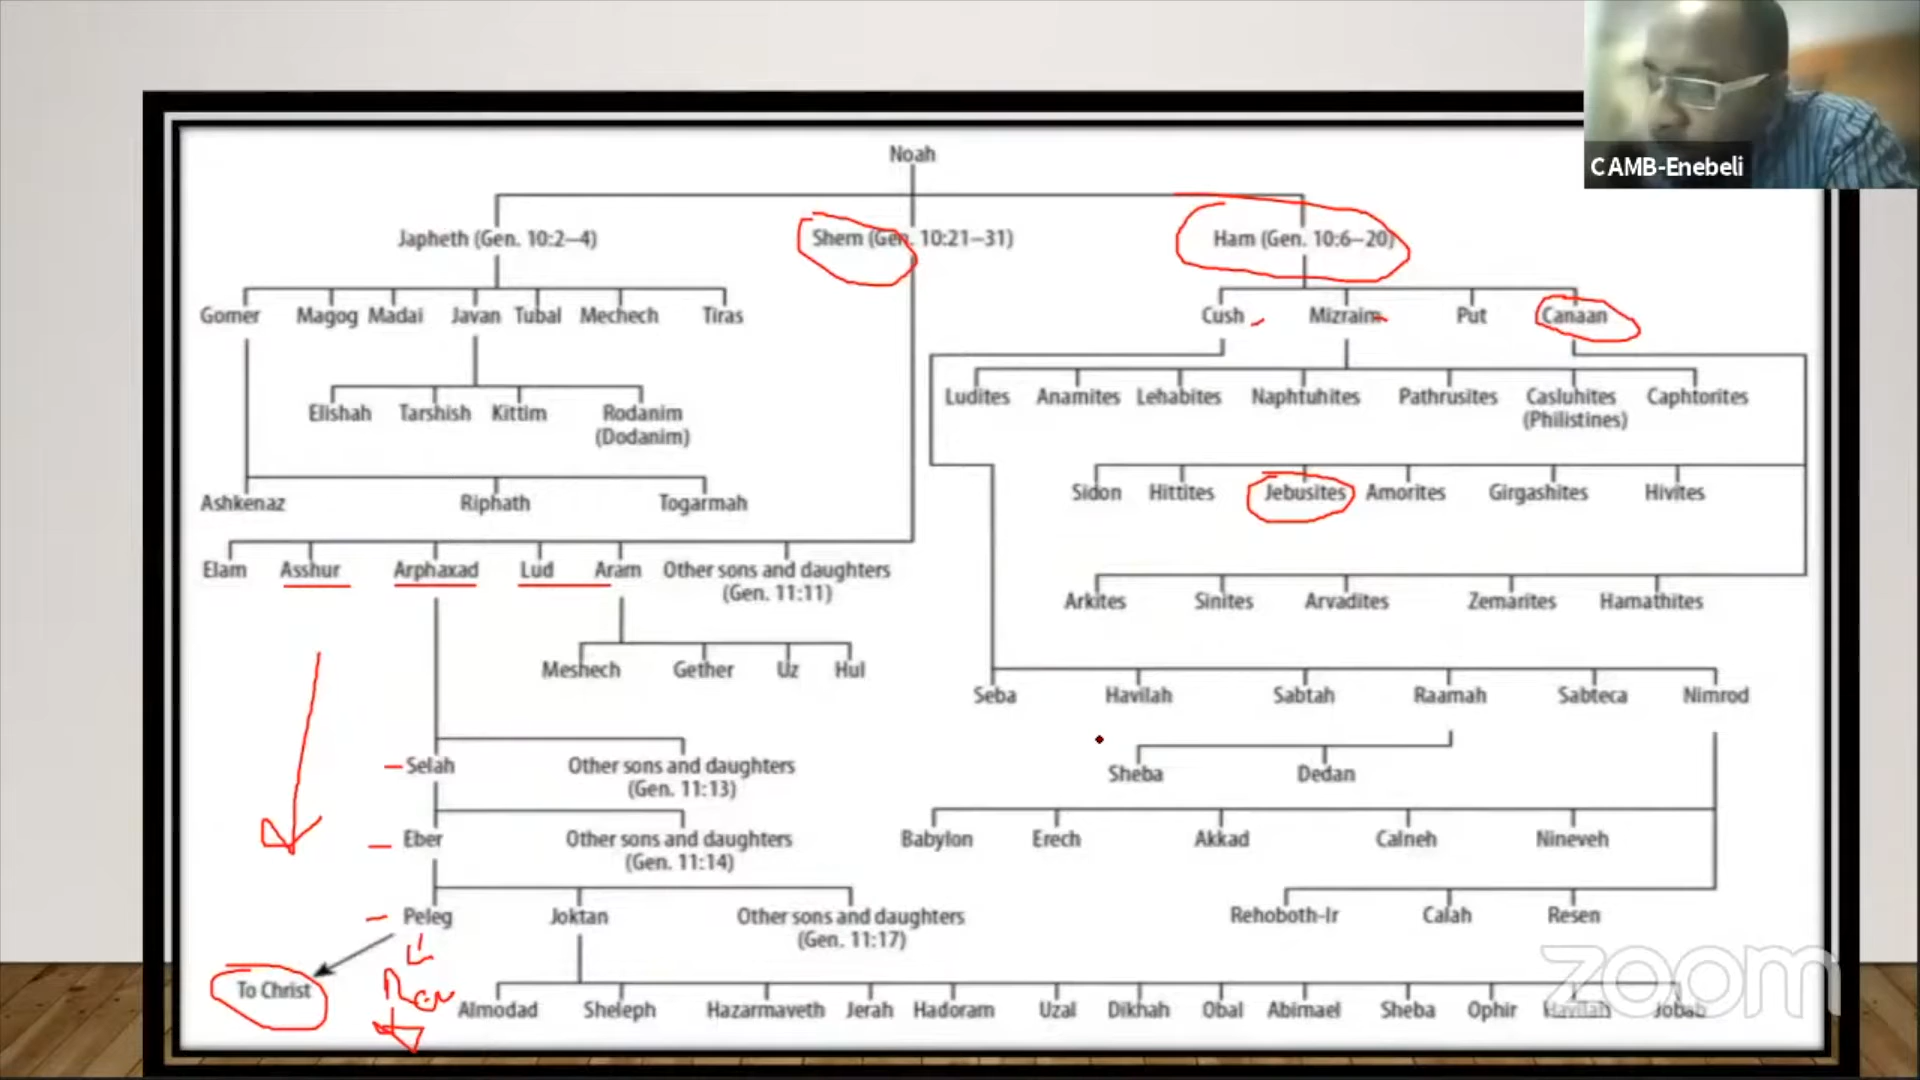 CAMB-Enebeli
Noah
Japheth (Gen. 10:2–4) Shem (Gen. 10:21–31) Ham (Gen. 10:6–20)
Gomer Magog Madai Javan Tubal Mechech Tiras Cush Mizraim Put Canaan
Ludites Anamites Lehabites Naphtuhites Pathrusites Casluhites Caphtorites
(Philistines)
Elishah Tarshish Kittim Rodanim
(Dodanim)
Sidon Hittites Jebusites Amorites Girgashites Hivites
Ashkenaz Riphath Togarmah
Elam Asshur Arphaxad Lud Aram Other sons and daughters
(Gen. 11:11)
Arkites Sinites Arvadites Zemarites Hamathites
Meshech Gether Uz Hul
Seba Havilah Sabtah Raamah Sabteca Nimrod
Selah Other sons and daughters
(Gen. 11:13)
Sheba Dedan
Eber Other sons and daughters
(Gen. 11:14)
Babylon Erech Akkad Calneh Nineveh
Peleg Joktan Other sons and daughters
(Gen. 11:17)
Rehoboth-Ir Calah Resen
To Christ
Almodad Sheleph Hazarmaveth Jerah Hadoram Uzal Dikhah Obal Abimael Sheba Ophir Havilah Jobab
zoom